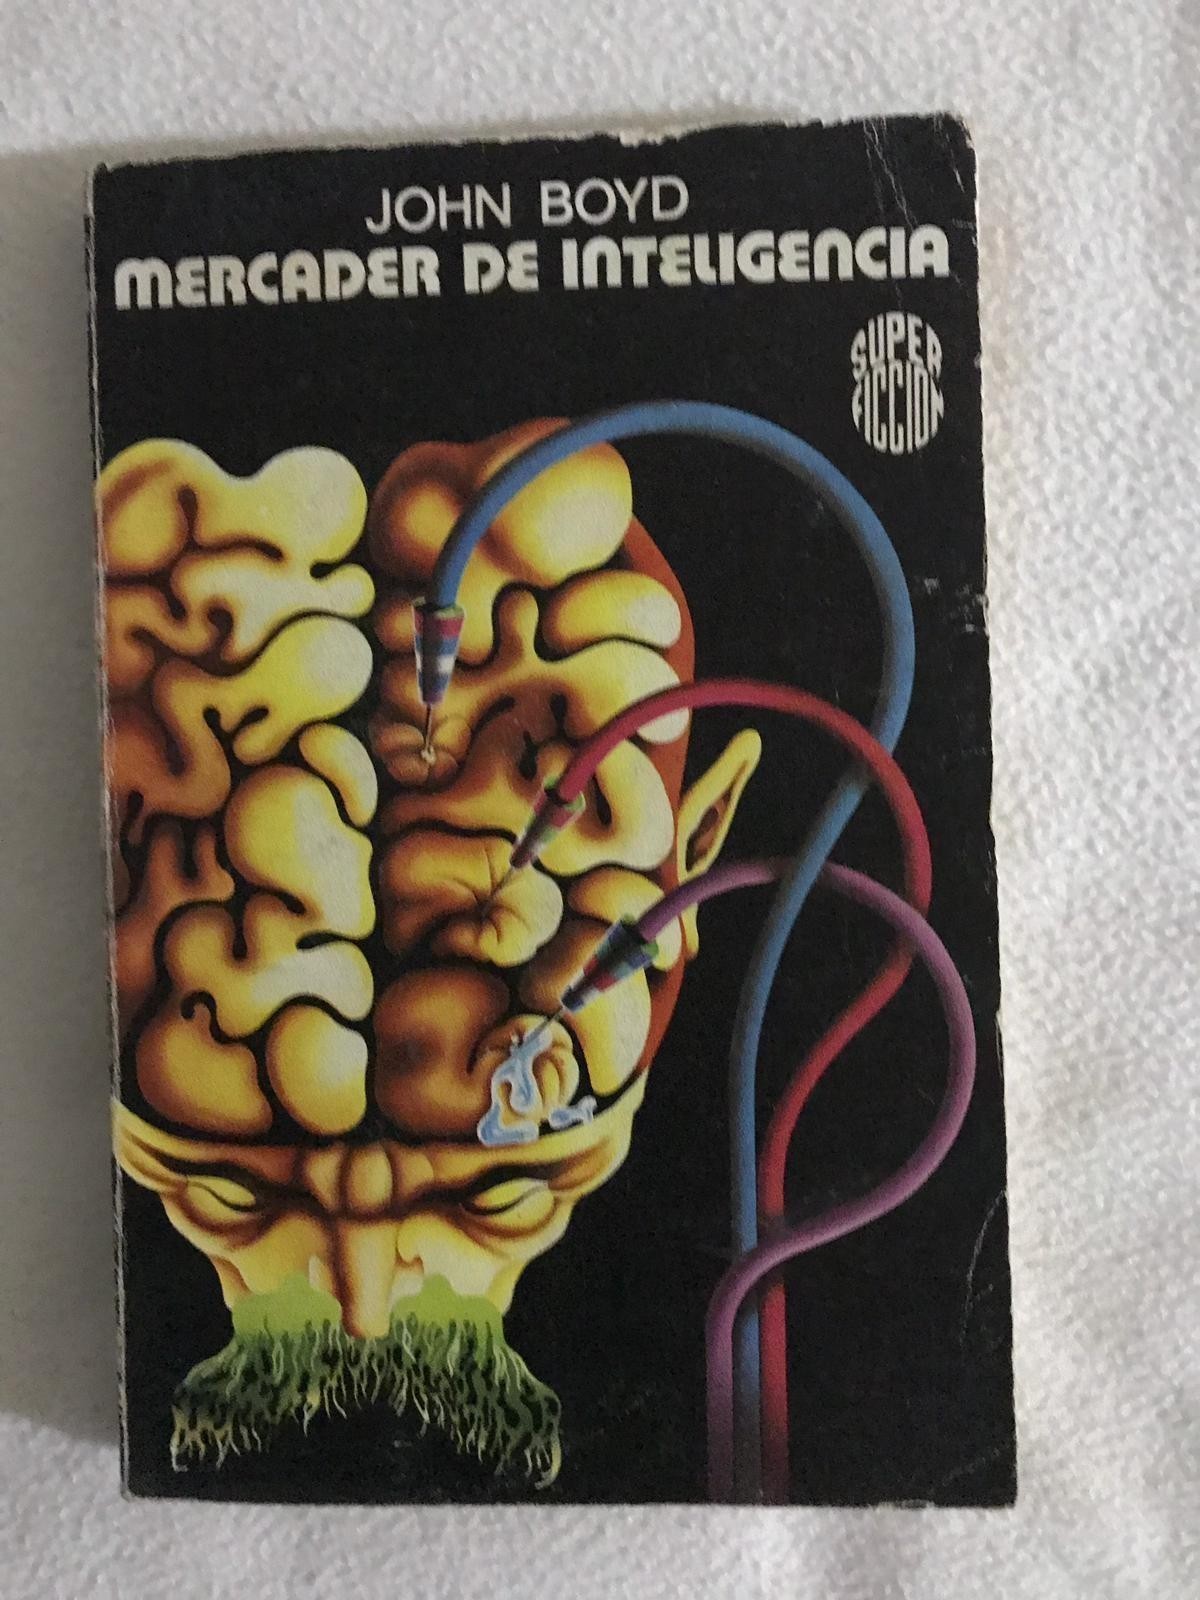 JOHN BOYD
MERCADER DE INTELIGENCIA
SUPER
FICCION